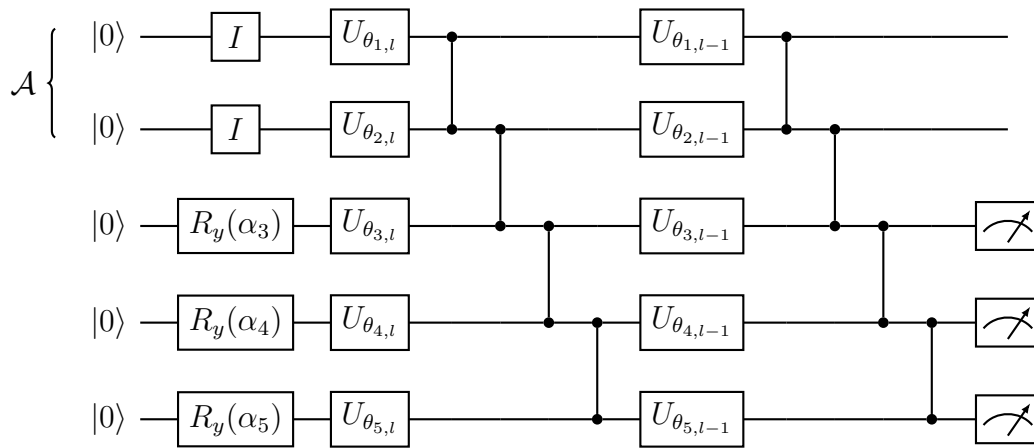 |0⟩ I U_{θ_{1,l}} U_{θ_{1,l−1}}
𝒜
|0⟩ I U_{θ_{2,l}} U_{θ_{2,l−1}}
|0⟩ R_y(α_3) U_{θ_{3,l}} U_{θ_{3,l−1}}
|0⟩ R_y(α_4) U_{θ_{4,l}} U_{θ_{4,l−1}}
|0⟩ R_y(α_5) U_{θ_{5,l}} U_{θ_{5,l−1}}